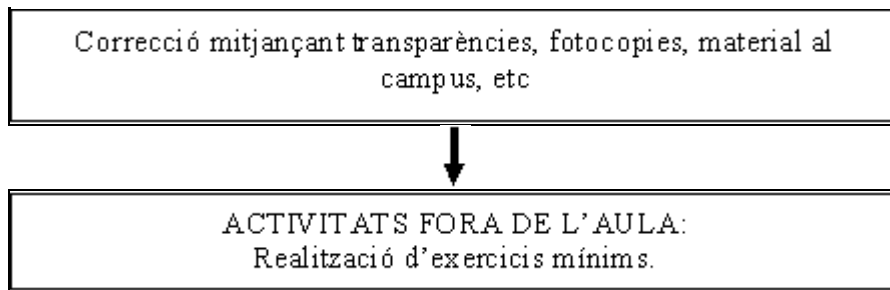 Correcció mitjançant transparències, fotocopies, material al
campus, etc
ACTIVITATS FORA DE L’AULA:
Realització d’exercicis mínims.